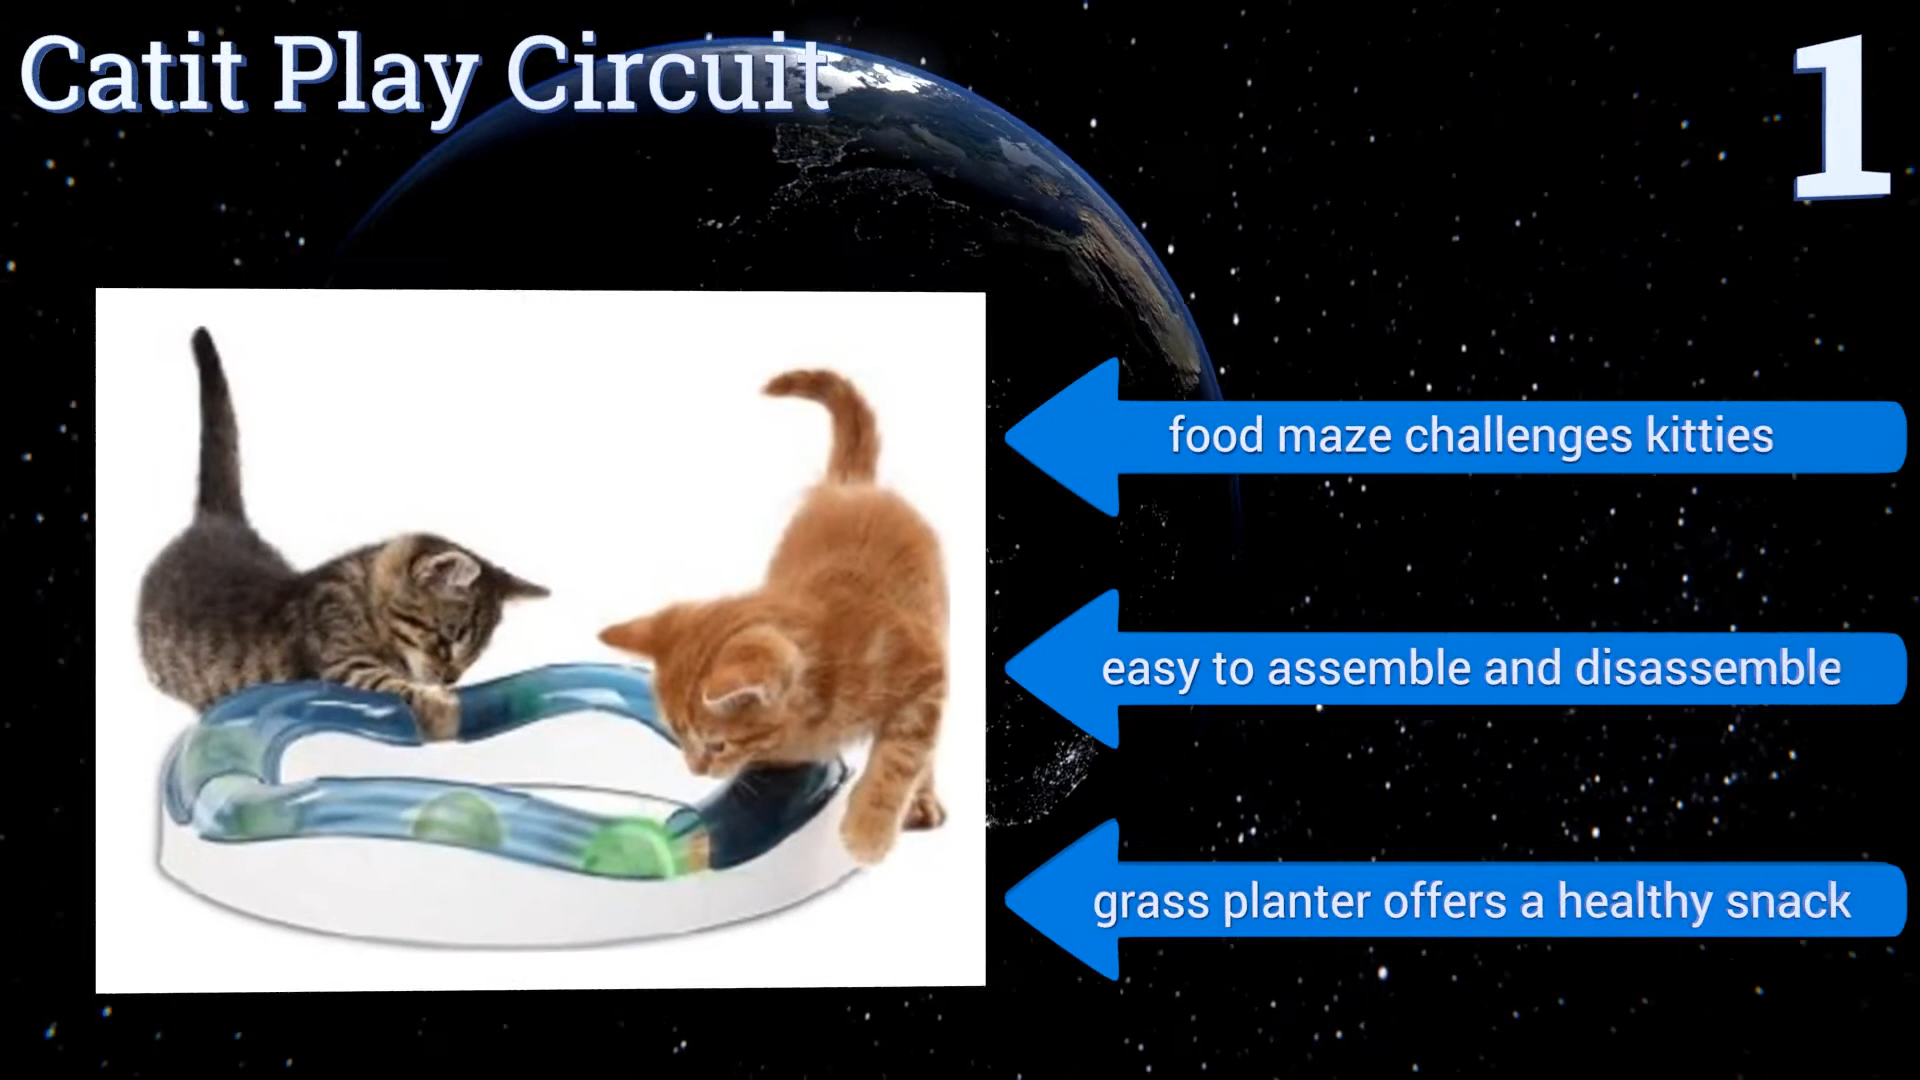 Catit Play Circuit
1
food maze challenges kitties
easy to assemble and disassemble
grass planter offers a healthy snack